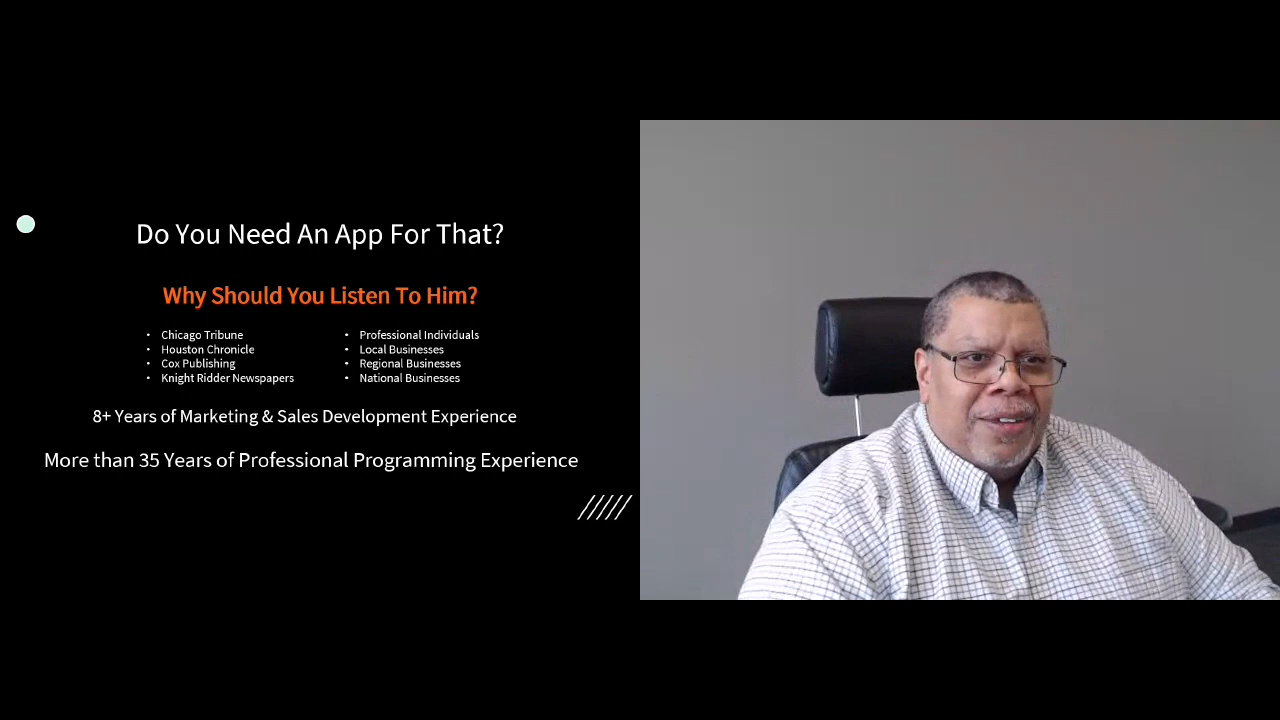 Do You Need An App For That?
Why Should You Listen To Him?
• Chicago Tribune
• Houston Chronicle
• Cox Publishing
• Knight Ridder Newspapers
• Professional Individuals
• Local Businesses
• Regional Businesses
• National Businesses
8+ Years of Marketing & Sales Development Experience
More than 35 Years of Professional Programming Experience